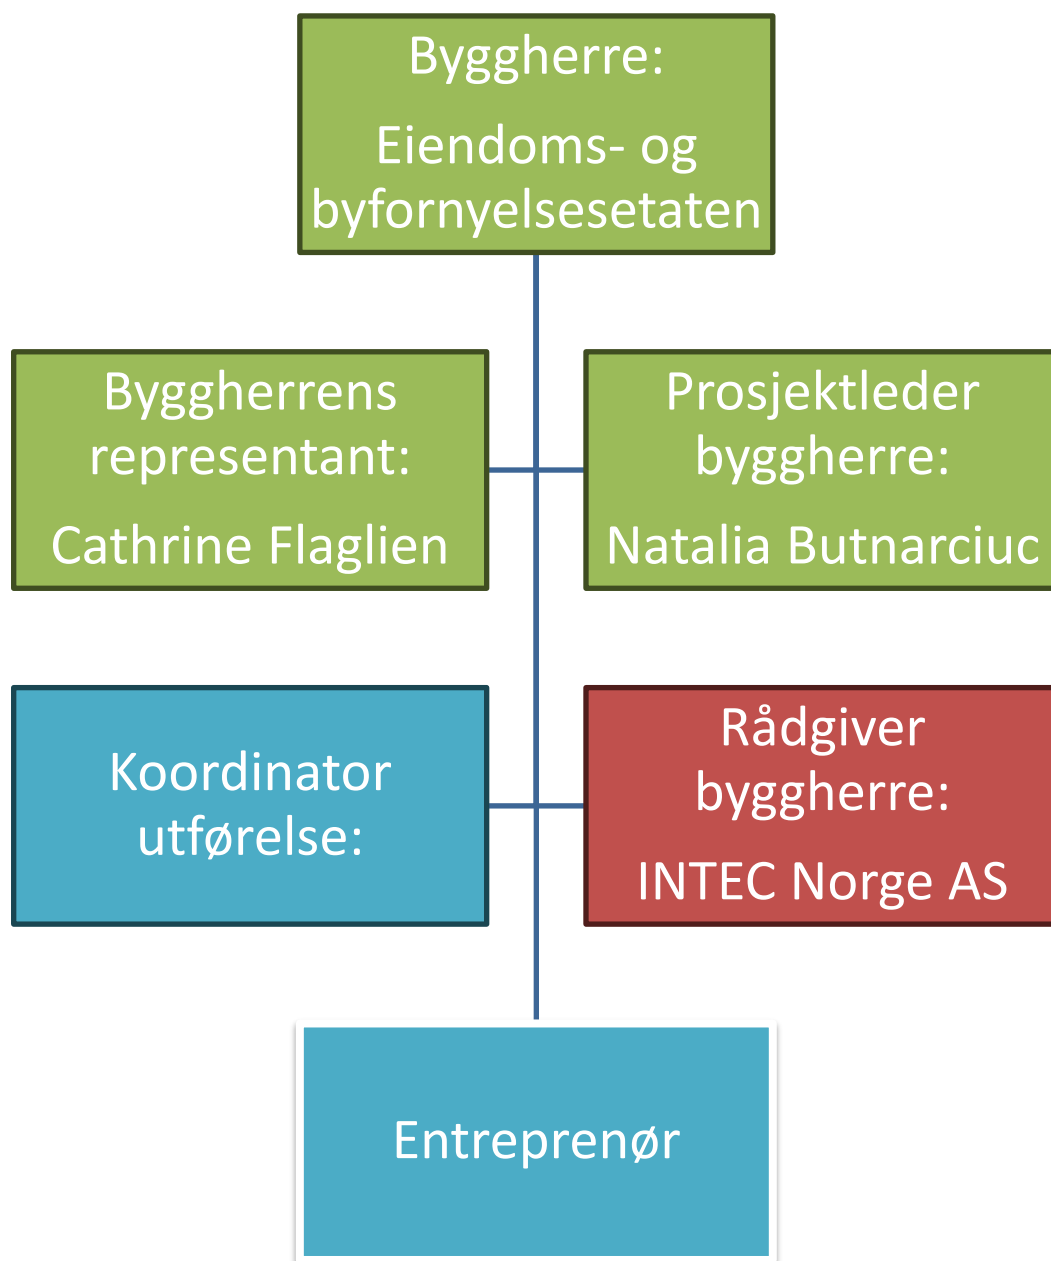 Byggherre:
Eiendoms- og
byfornyelsesetaten
Byggherrens
representant:
Cathrine Flaglien
Prosjektleder
byggherre:
Natalia Butnarciuc
Koordinator
utførelse:
Rådgiver
byggherre:
INTEC Norge AS
Entreprenør